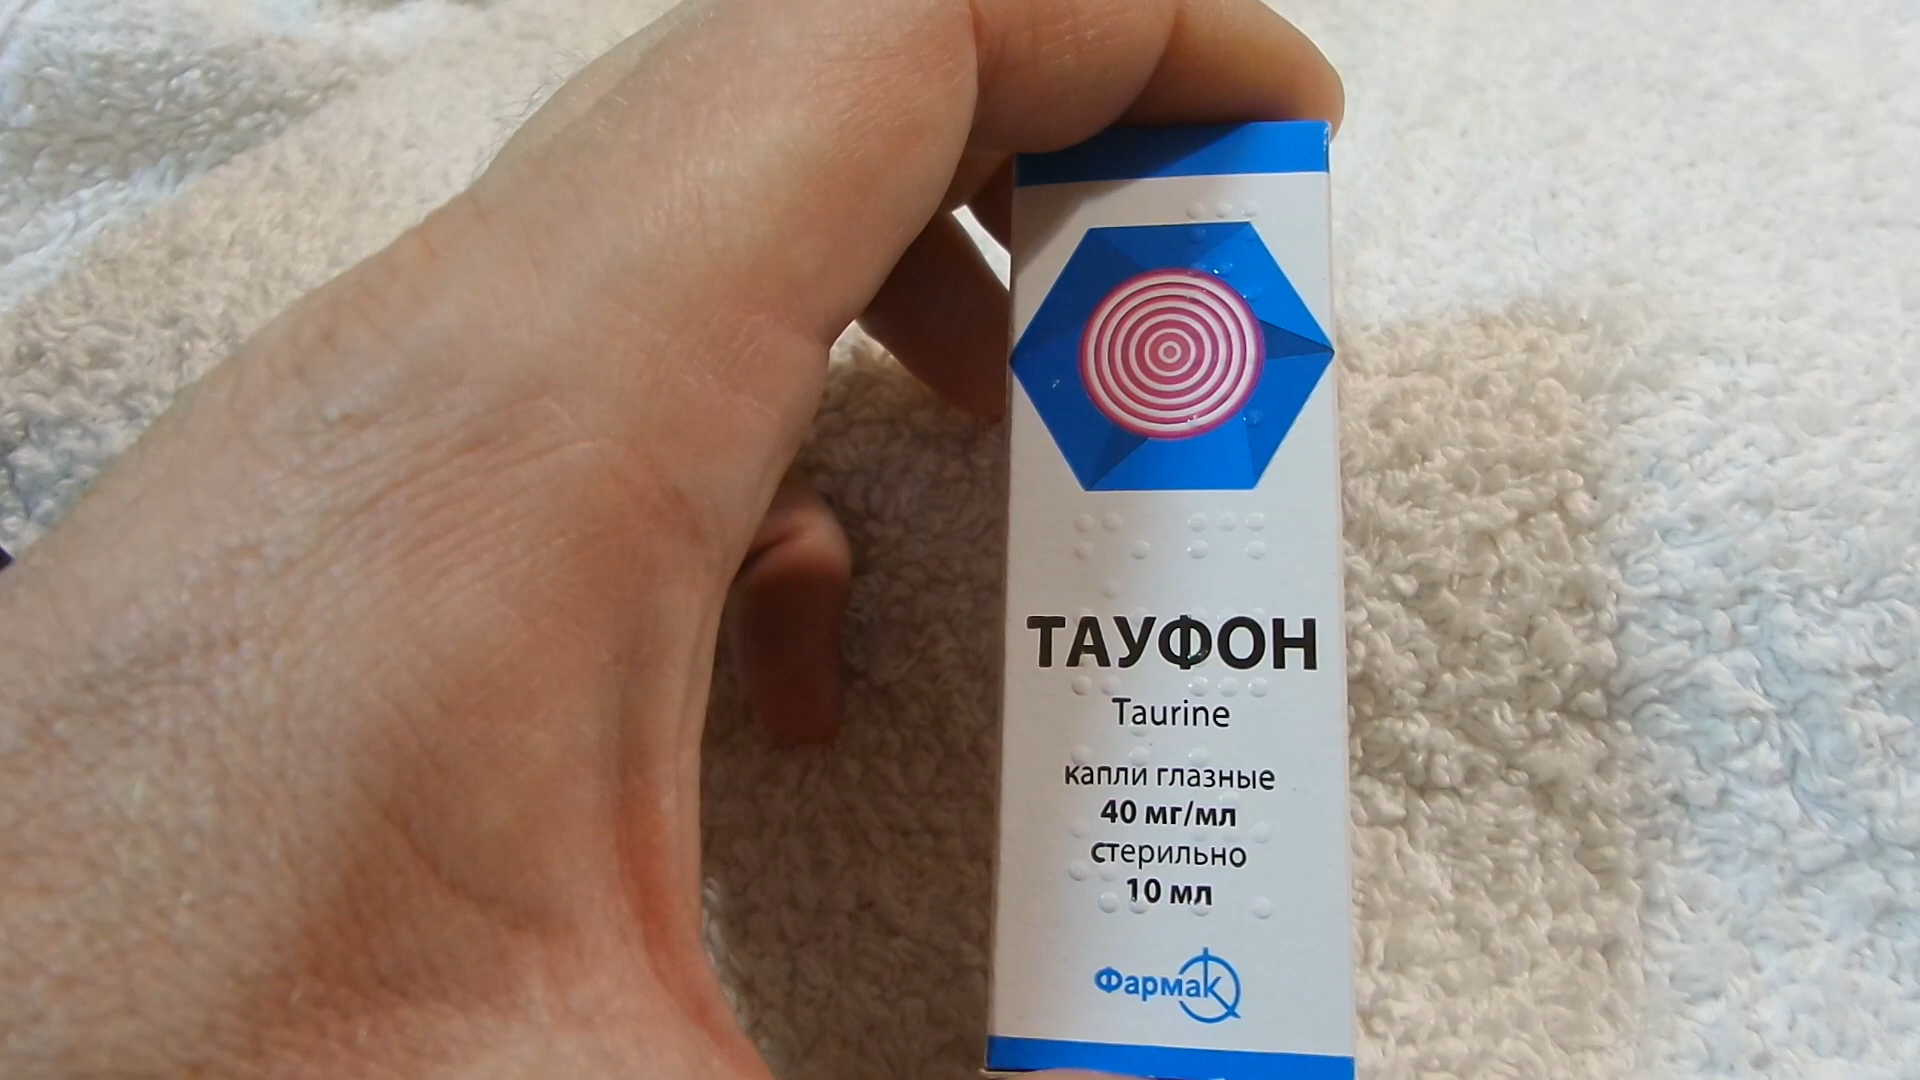 ТАУФОН
Taurine
капли глазные
40 мг/мл
стерильно
10 мл
Фармак